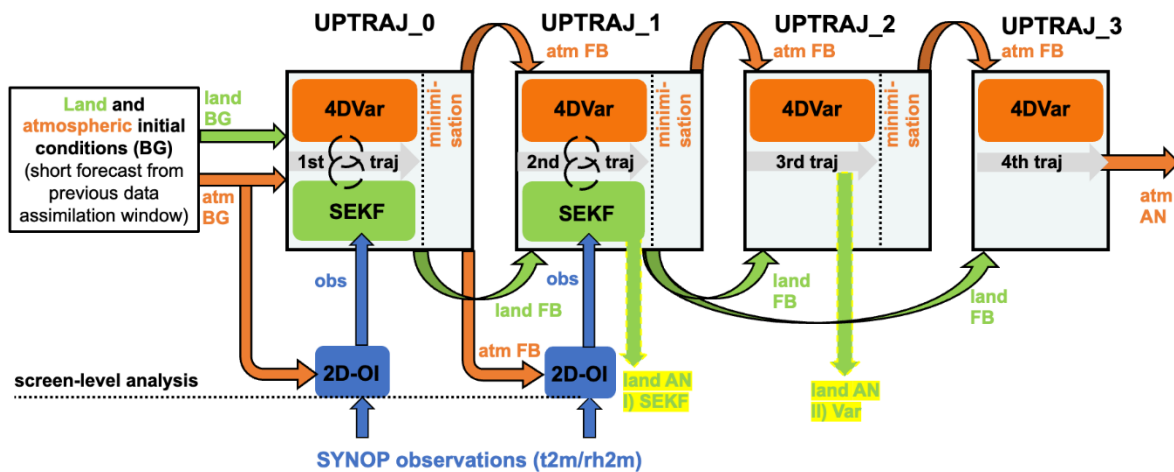 UPTRAJ_0
UPTRAJ_1
UPTRAJ_2
UPTRAJ_3
atm FB
atm FB
atm FB
Land and
atmospheric initial
conditions (BG)
(short forecast from
previous data
assimilation window)
land
BG
atm
BG
4DVar
1st traj
SEKF
minimi-
sation
4DVar
2nd traj
SEKF
minimi-
sation
4DVar
3rd traj
minimi-
sation
4DVar
4th traj
atm
AN
obs
land FB
obs
land
FB
land
FB
atm FB
screen-level analysis
2D-OI
2D-OI
land AN
I) SEKF
land AN
II) Var
SYNOP observations (t2m/rh2m)